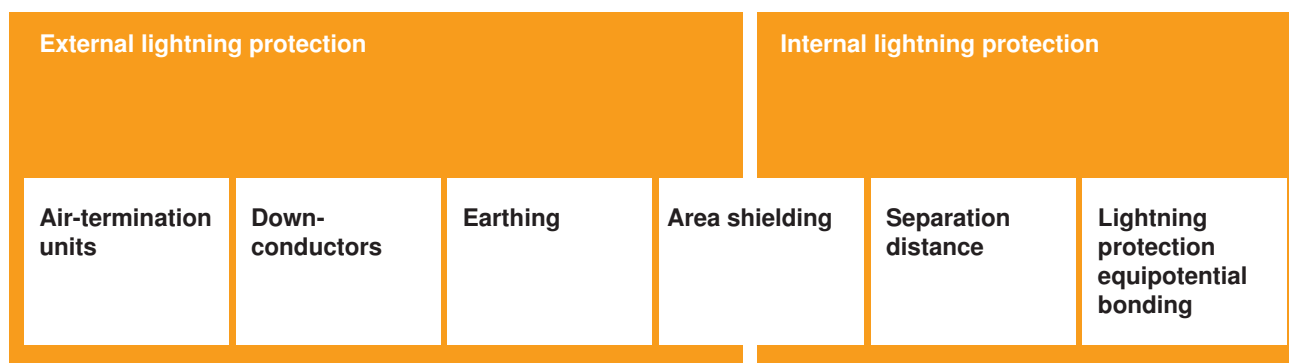 External lightning protection
Internal lightning protection
Air-termination
units
Down-
conductors
Earthing
Area shielding
Separation
distance
Lightning
protection
equipotential
bonding